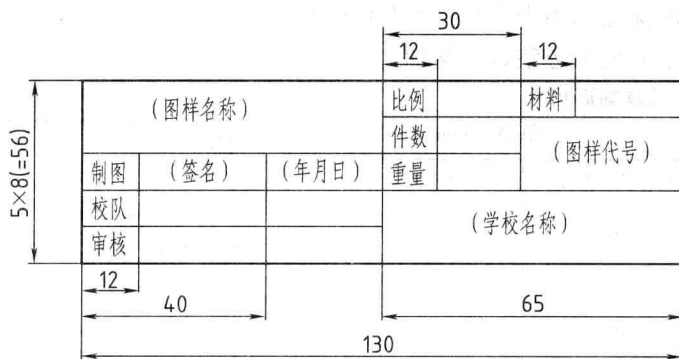 30
12
12
(图样名称)
比例
材料
件数
(图样代号)
5×8(=56)
制图
(签名)
(年月日)
重量
校队
(学校名称)
审核
12
40
65
130